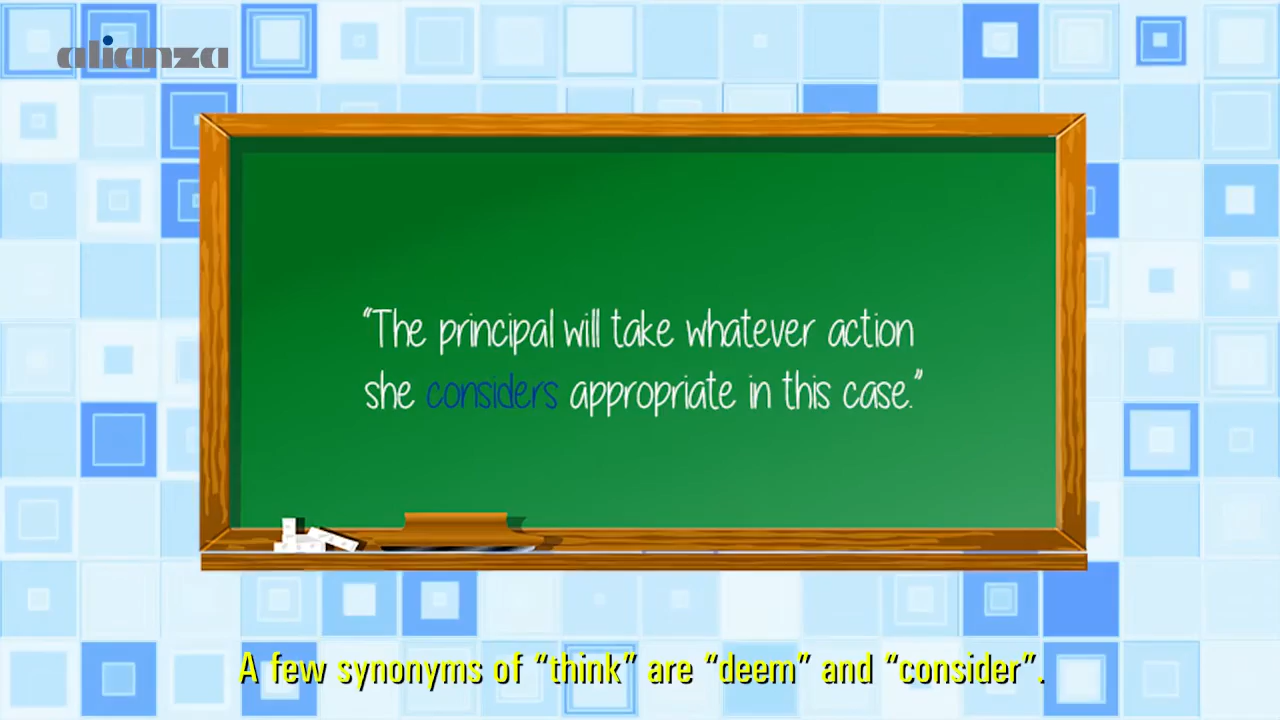 alianza
“The principal will take whatever action
she considers appropriate in this case.”
A few synonyms of “think” are “deem” and “consider”.